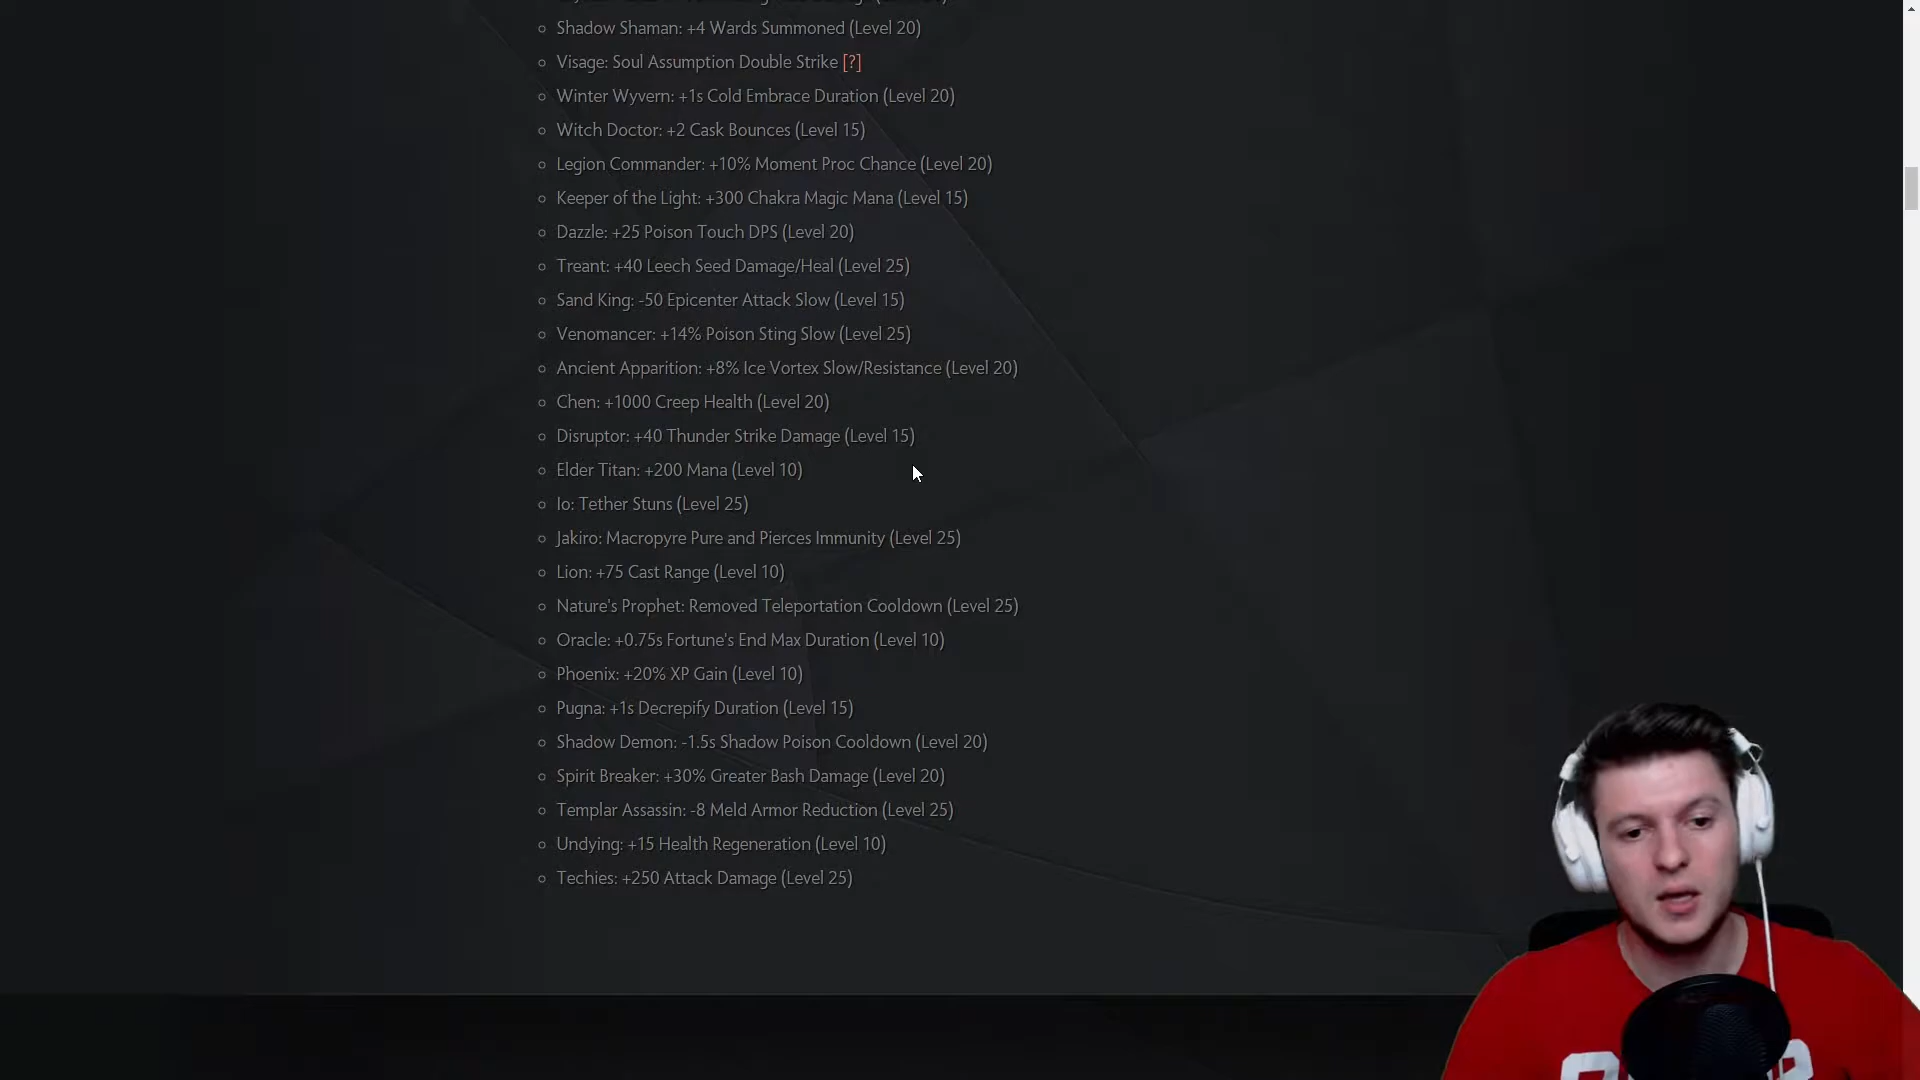 Shadow Shaman: +4 Wards Summoned (Level 20)
Visage: Soul Assumption Double Strike [?]
Winter Wyvern: +1s Cold Embrace Duration (Level 20)
Witch Doctor: +2 Cask Bounces (Level 15)
Legion Commander: +10% Moment Proc Chance (Level 20)
Keeper of the Light: +300 Chakra Magic Mana (Level 15)
Dazzle: +25 Poison Touch DPS (Level 20)
Treant: +40 Leech Seed Damage/Heal (Level 25)
Sand King: -50 Epicenter Attack Slow (Level 15)
Venomancer: +14% Poison Sting Slow (Level 25)
Ancient Apparition: +8% Ice Vortex Slow/Resistance (Level 20)
Chen: +1000 Creep Health (Level 20)
Disruptor: +40 Thunder Strike Damage (Level 15)
Elder Titan: +200 Mana (Level 10)
Io: Tether Stuns (Level 25)
Jakiro: Macropyre Pure and Pierces Immunity (Level 25)
Lion: +75 Cast Range (Level 10)
Nature's Prophet: Removed Teleportation Cooldown (Level 25)
Oracle: +0.75s Fortune's End Max Duration (Level 10)
Phoenix: +20% XP Gain (Level 10)
Pugna: +1s Decrepify Duration (Level 15)
Shadow Demon: -1.5s Shadow Poison Cooldown (Level 20)
Spirit Breaker: +30% Greater Bash Damage (Level 20)
Templar Assassin: -8 Meld Armor Reduction (Level 25)
Undying: +15 Health Regeneration (Level 10)
Techies: +250 Attack Damage (Level 25)